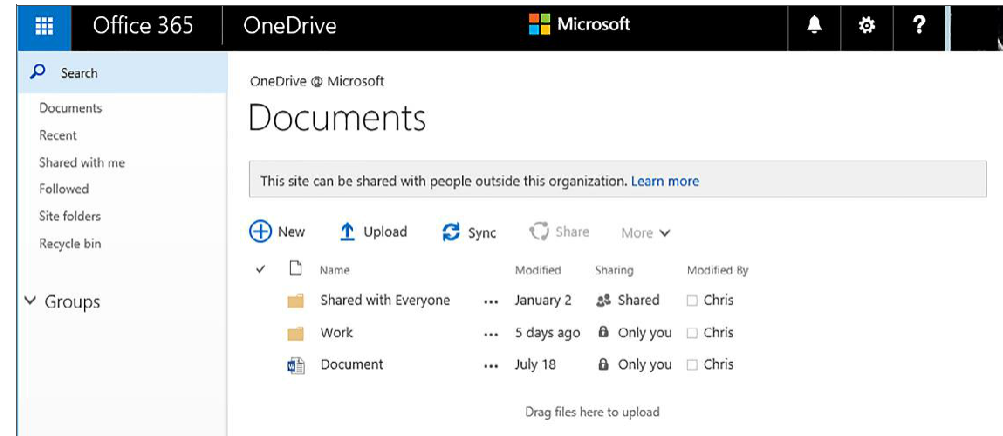 Office 365 OneDrive Microsoft ?
Search
Documents
Recent
Shared with me
Followed
Site folders
Recycle bin
Groups
OneDrive @ Microsoft
Documents
This site can be shared with people outside this organization. Learn more
New Upload Sync Share More
Name Modified Sharing Modified By
Shared with Everyone ... January 2 Shared Chris
Work ... 5 days ago Only you Chris
Document ... July 18 Only you Chris
Drag files here to upload